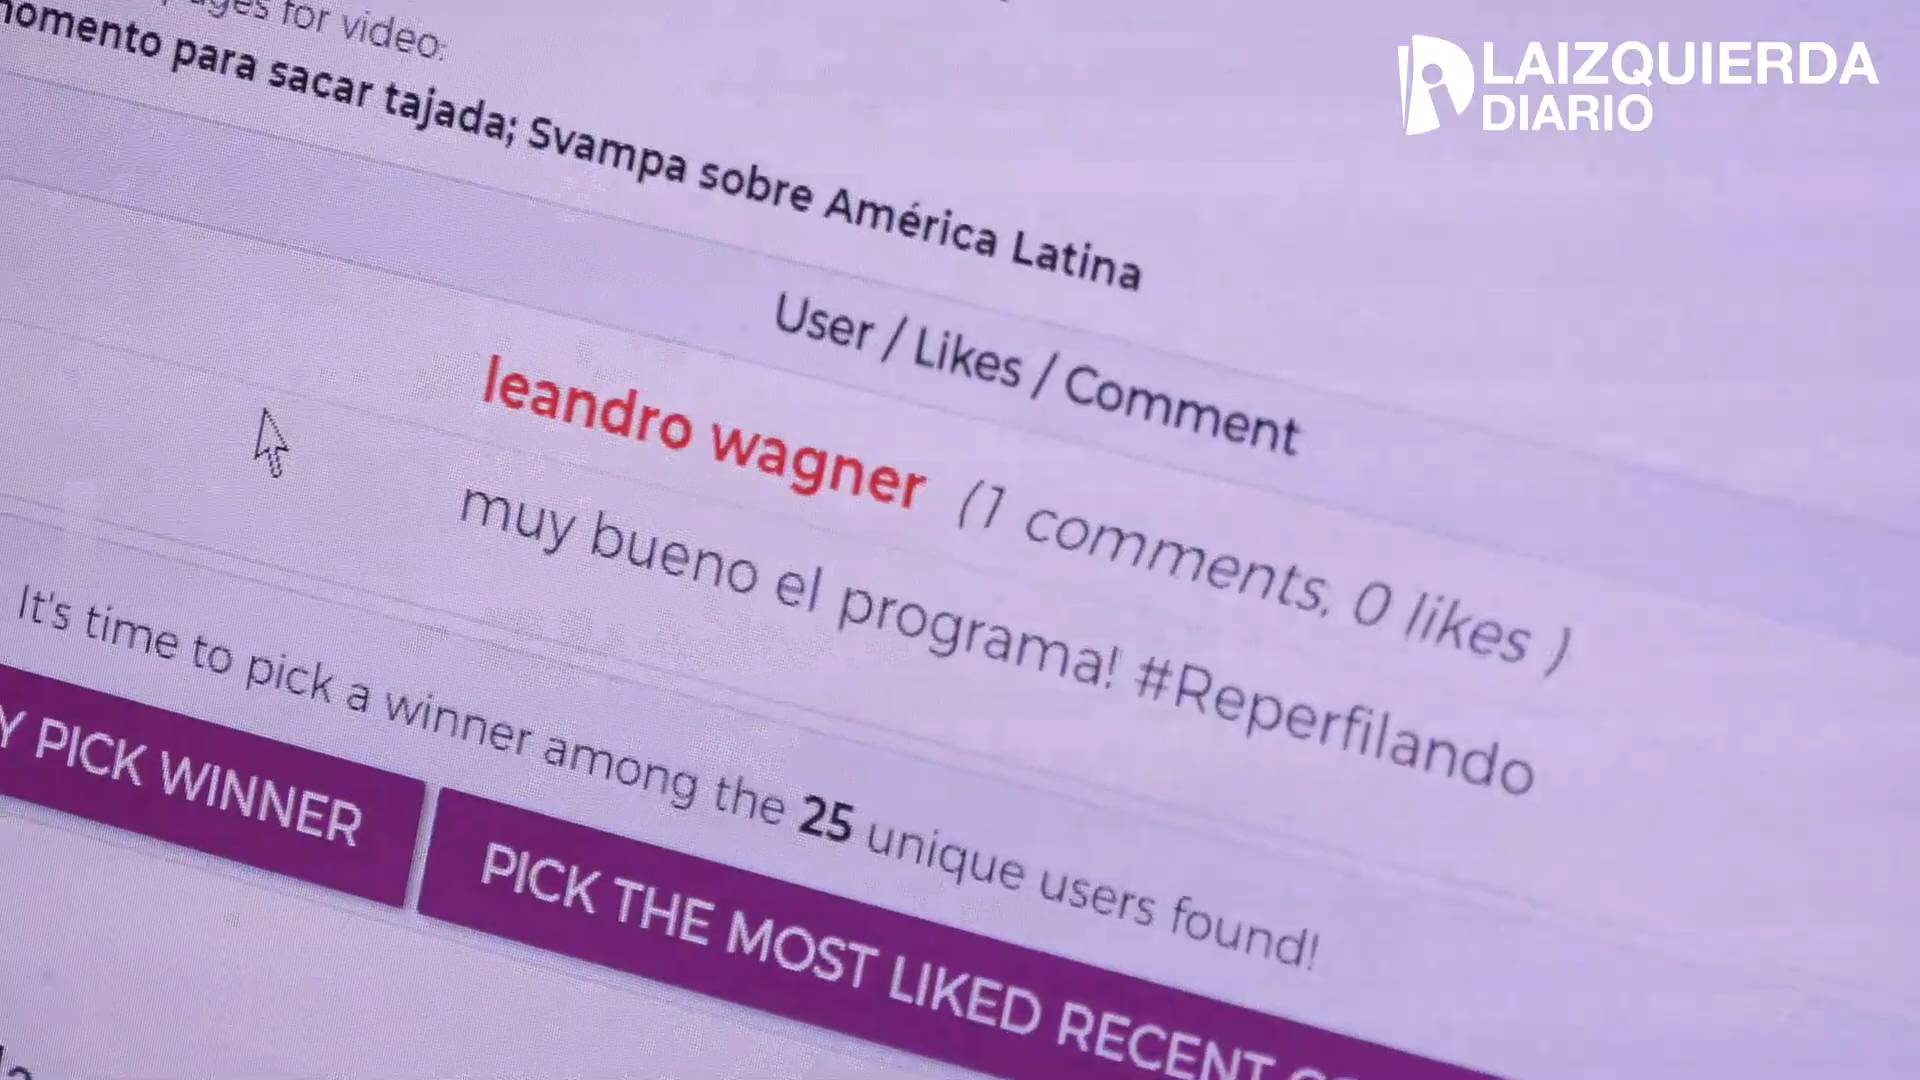 for video:
para sacar tajada; Svampa sobre América Latina
LAIZQUIERDA
DIARIO
User / Likes / Comment
leandro wagner (1 comments, 0 likes )
muy bueno el programa! #Reperfilando
It's time to pick a winner among the 25 unique users found!
PICK WINNER
PICK THE MOST LIKED RECENT